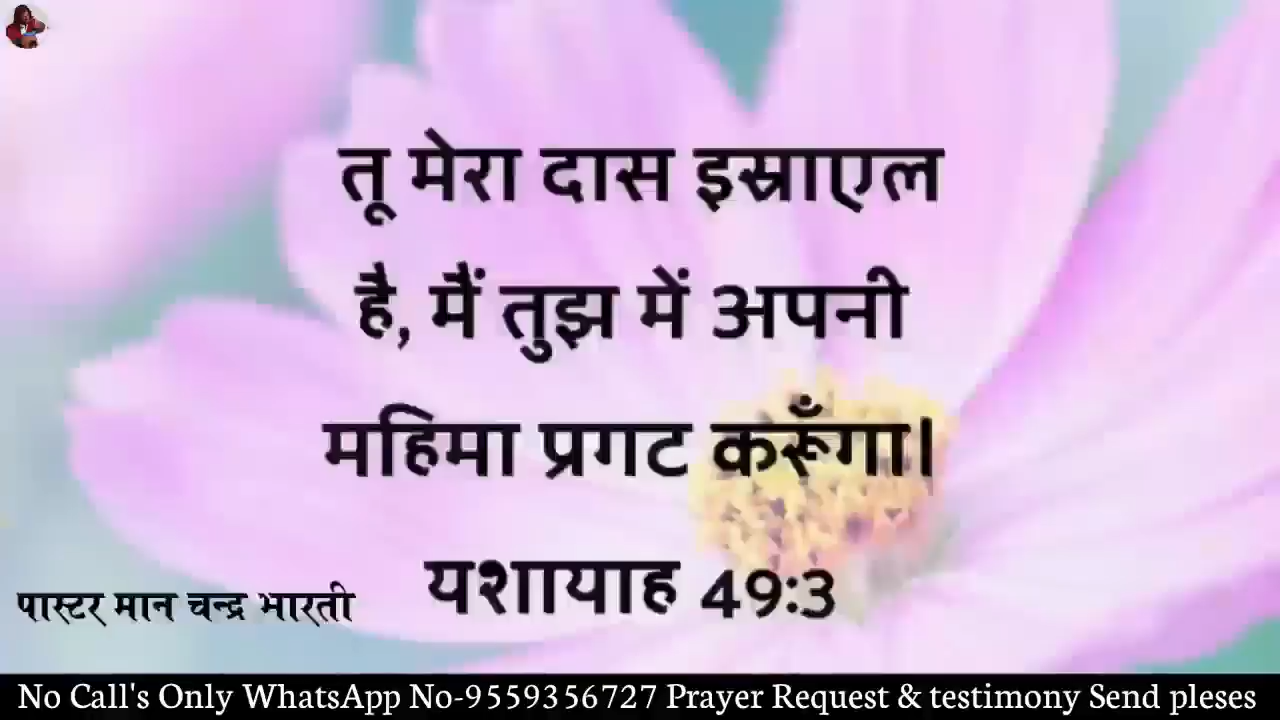 तू मेरा दास इस्राएल
है, मैं तुझ में अपनी
महिमा प्रगट करूँगा।
यशायाह 49:3
पास्टर मान चन्द्र भारती
No Call's Only WhatsApp No-9559356727 Prayer Request & testimony Send pleses